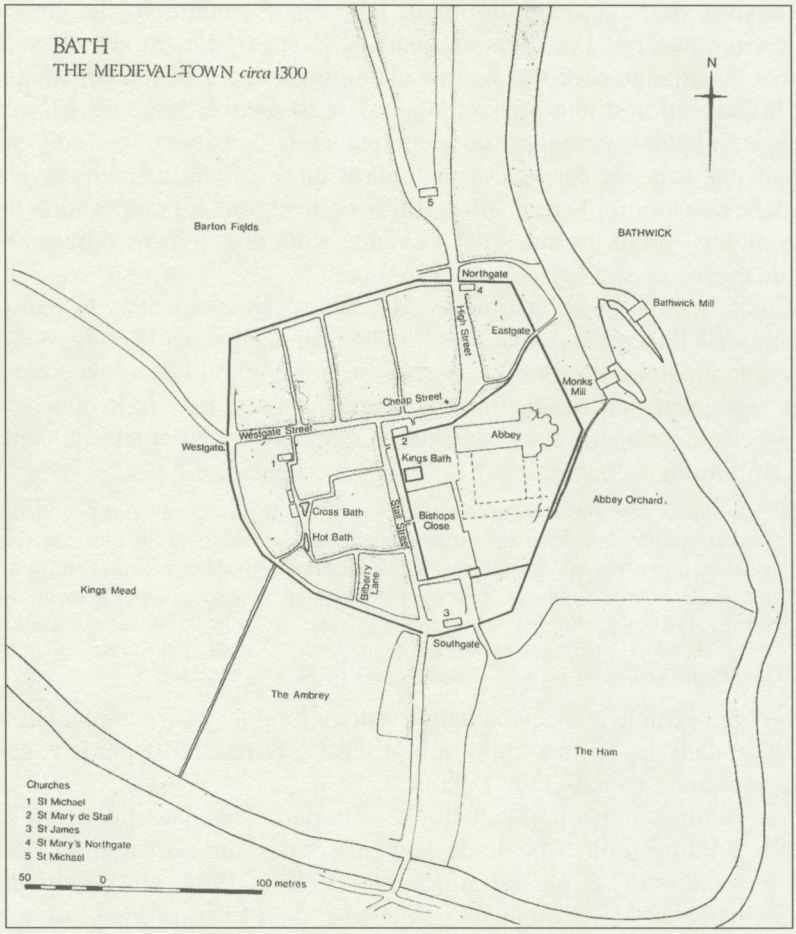 BATH
THE MEDIEVAL TOWN circa 1300
N
5
Barton Fields
BATHWICK
Northgate
4
Bathwick Mill
High Street
Eastgate
Monks
Mill
Cheap Street
Westgate Street
Westgate
2
Abbey
1
Kings Bath
Abbey Orchard
Cross Bath
Stall Street
Bishops
Close
Hot Bath
Bilberry
Lane
Kings Mead
3
Southgate
The Ambrey
The Ham
Churches
1 St Michael
2 St Mary de Stall
3 St James
4 St Mary's Northgate
5 St Michael
50 0 100 metres